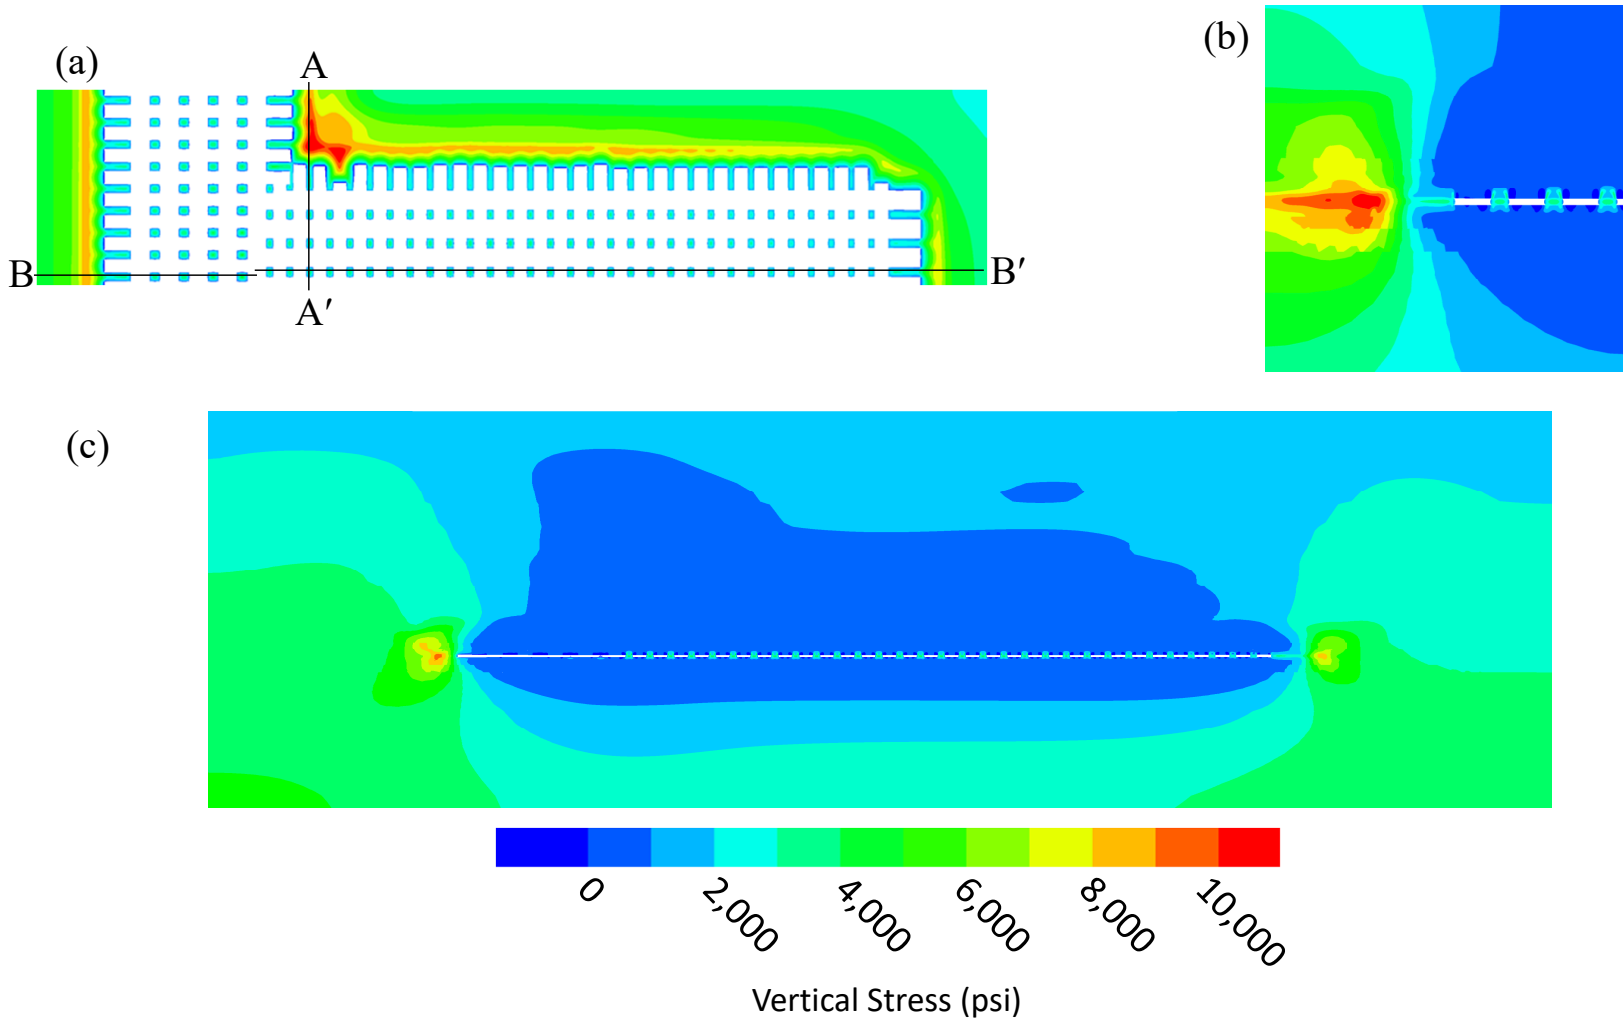 (a)
A
(b)
B
B′
A′
(c)
0
2,000
4,000
6,000
8,000
10,000
Vertical Stress (psi)